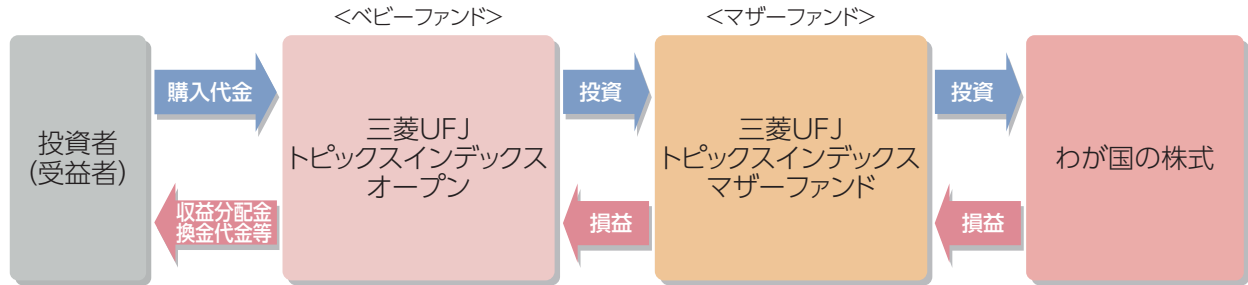 ＜ベビーファンド＞
＜マザーファンド＞
投資者
(受益者)
購入代金
収益分配金
換金代金等
三菱UFJ
トピックスインデックス
オープン
投資
損益
三菱UFJ
トピックスインデックス
マザーファンド
投資
損益
わが国の株式